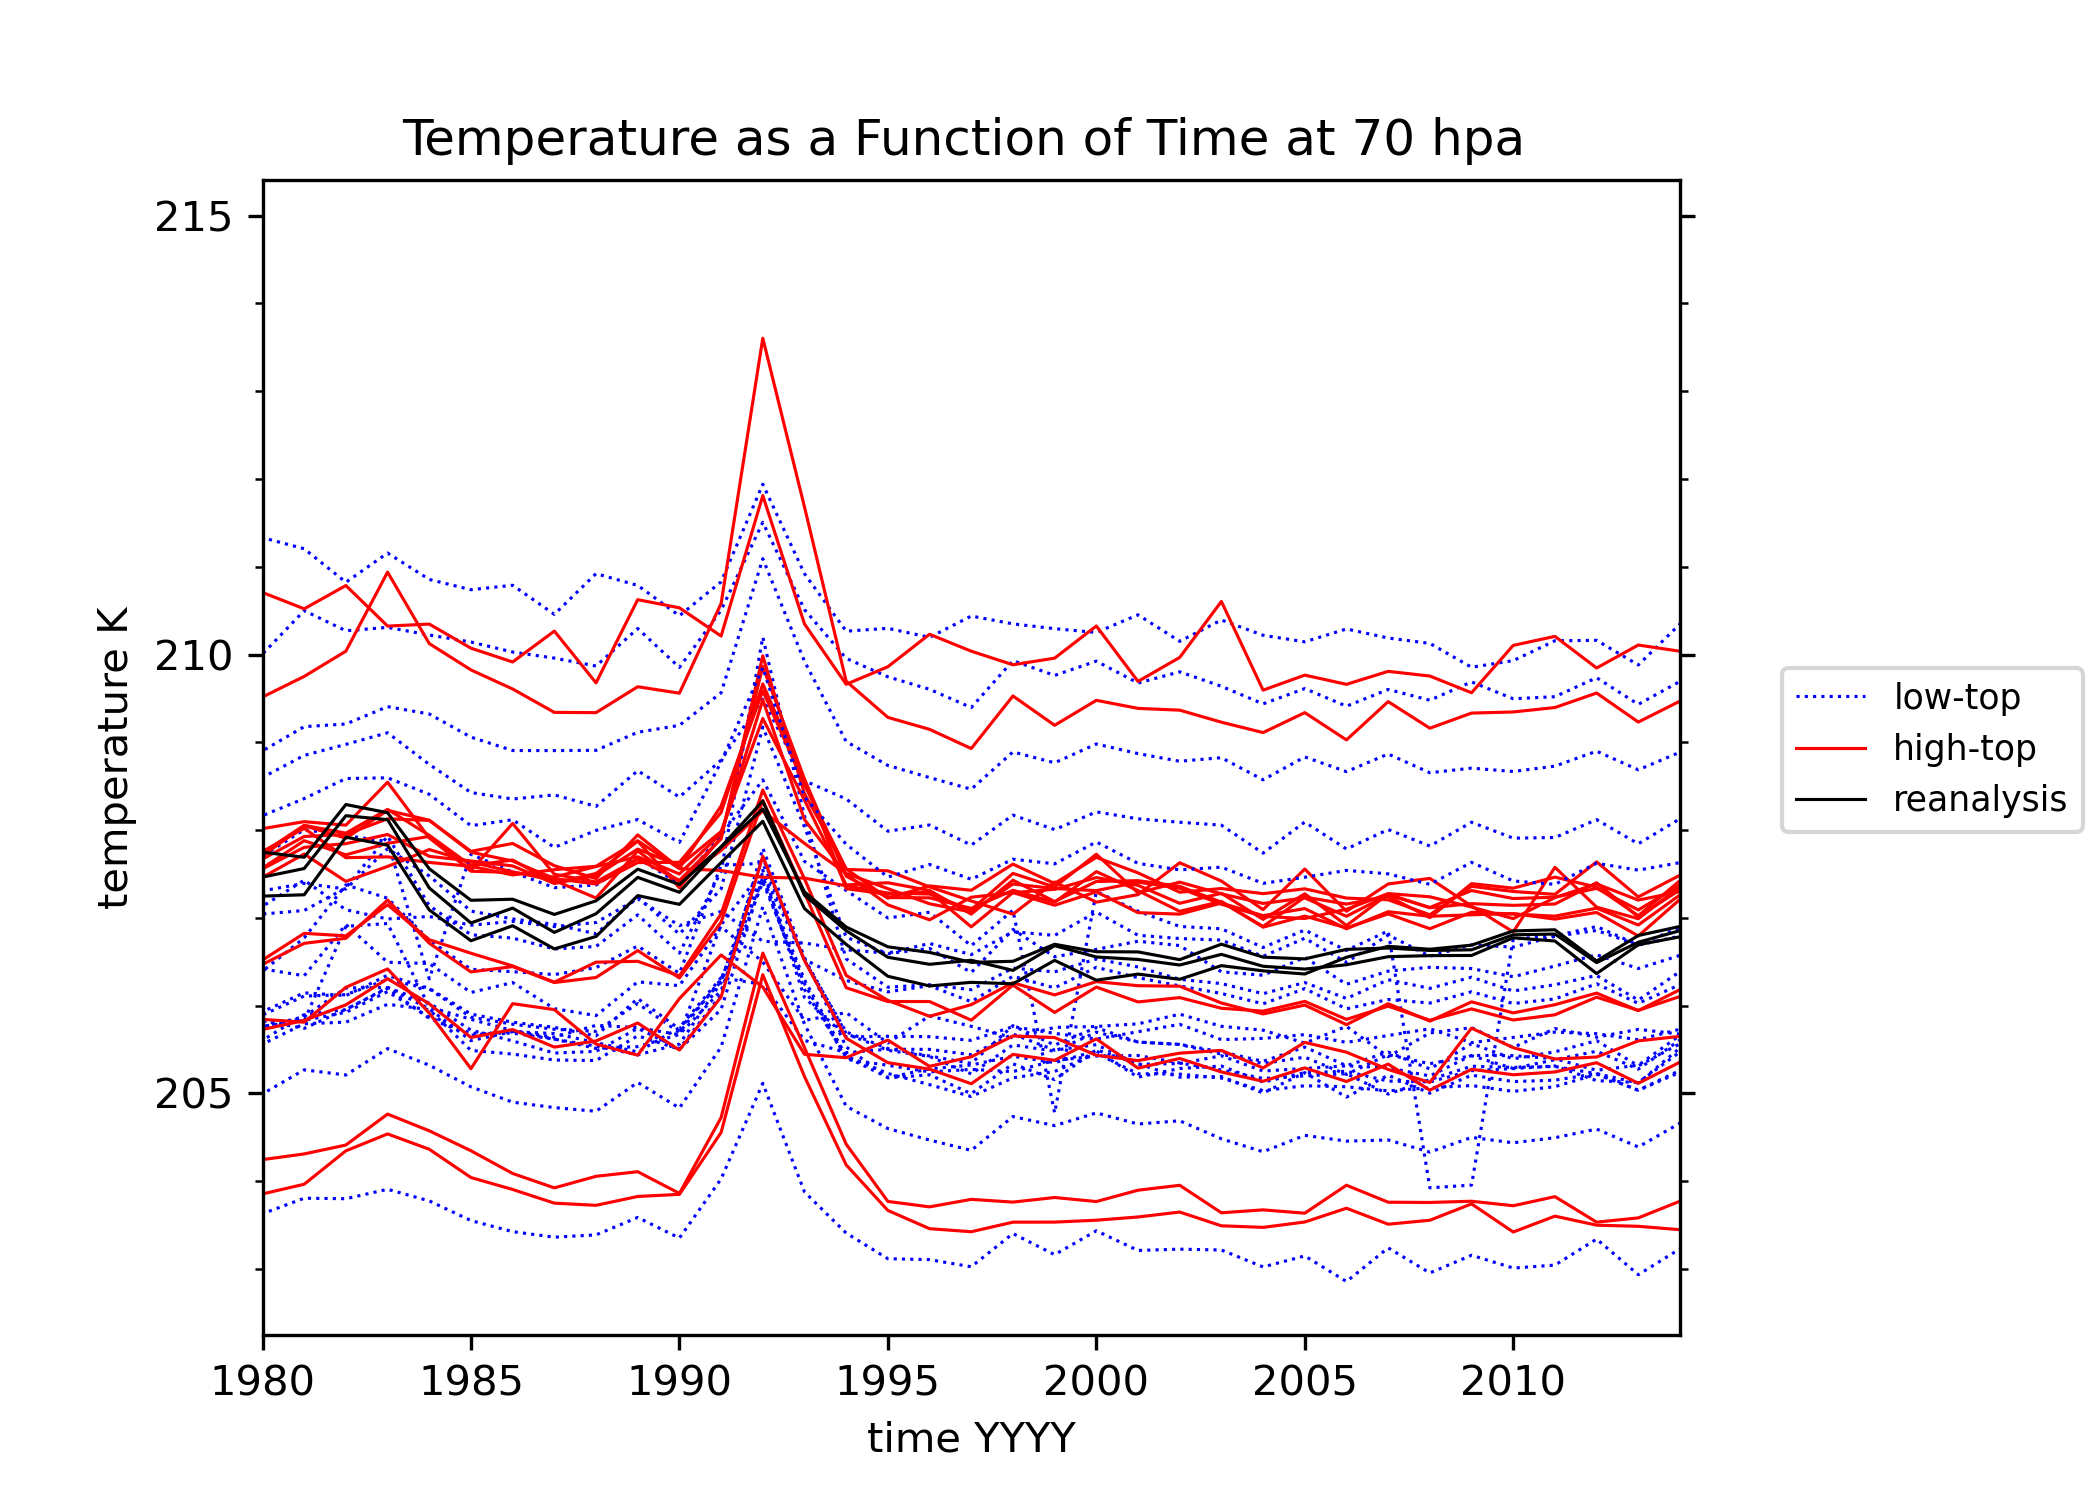 Temperature as a Function of Time at 70 hpa
215
210
205
temperature K
1980 1985 1990 1995 2000 2005 2010
time YYYY
low-top
high-top
reanalysis